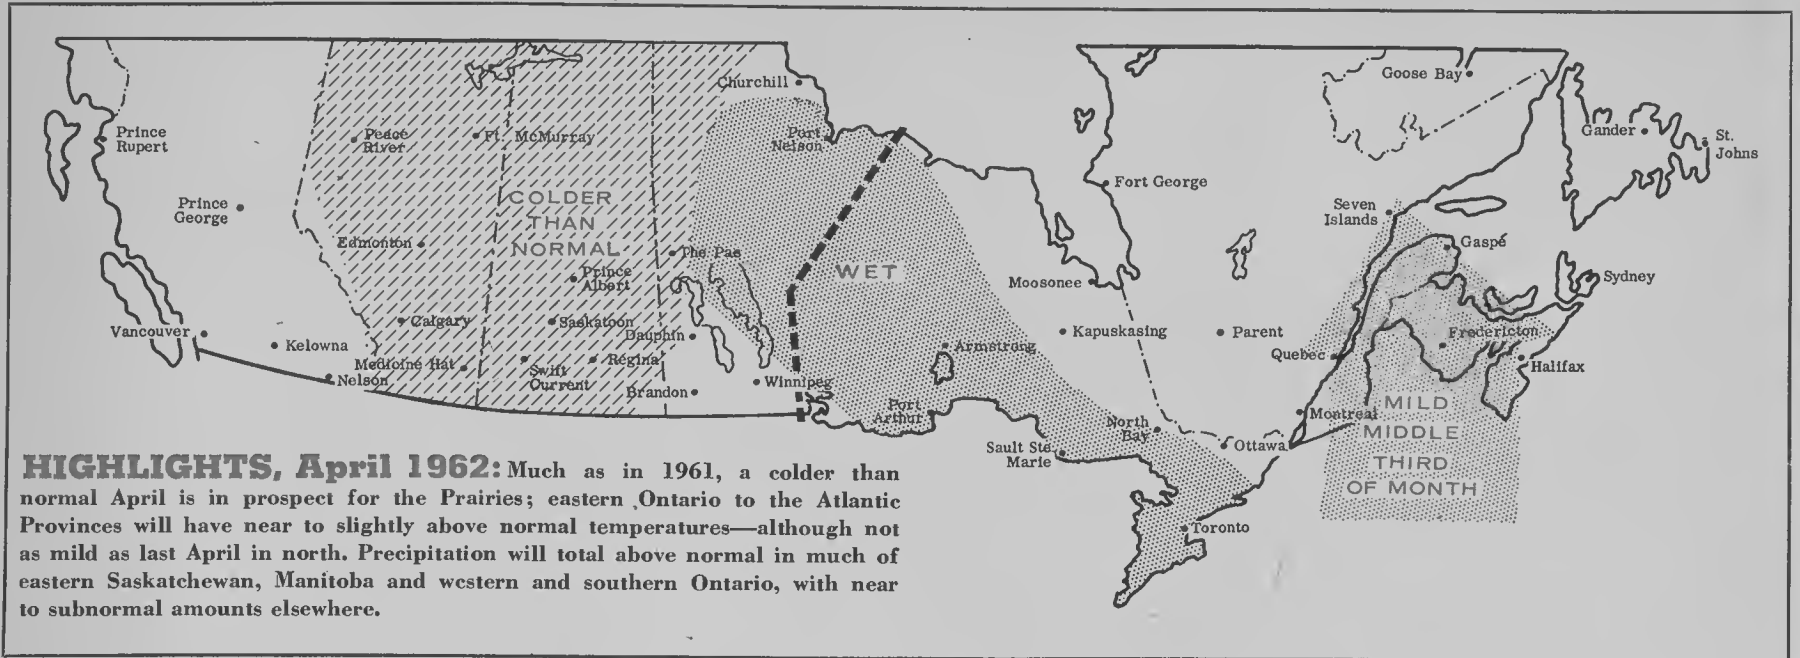 Churchill
Goose Bay
Prince
Rupert
Peace
River
Ft. McMurray
Port
Nelson
Gander
St.
Johns
Fort George
Prince
George
COLDER
THAN
NORMAL
Seven
Islands
Edmonton
The Pas
Gaspé
Prince
Albert
WET
Moosonee
Sydney
Vancouver
Calgary
Saskatoon
Dauphin
Kapuskasing
Parent
Fredericton
Kelowna
Armstrong
Quebec
Medicine Hat
Regina
Halifax
Nelson
Swift
Current
Brandon
Winnipeg
Port
Arthur
North
Bay
Montreal
MILD
MIDDLE
THIRD
OF MONTH
Sault Ste.
Marie
Ottawa
Toronto
HIGHLIGHTS, April 1962: Much as in 1961, a colder than
normal April is in prospect for the Prairies; eastern Ontario to the Atlantic
Provinces will have near to slightly above normal temperatures—although not
as mild as last April in north. Precipitation will total above normal in much of
eastern Saskatchewan, Manitoba and western and southern Ontario, with near
to subnormal amounts elsewhere.